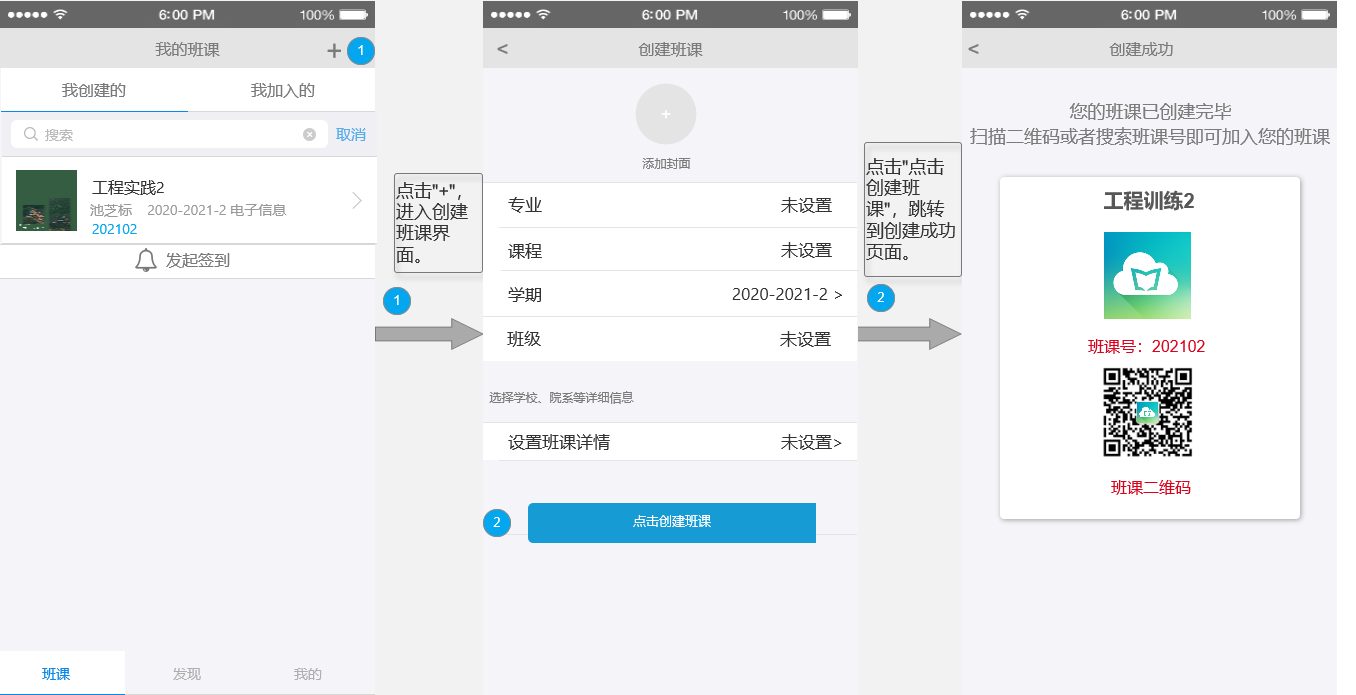 6:00 PM
100%
我的班课
+
1
我创建的
我加入的
搜索
取消
工程实践2
池芝标 2020-2021-2 电子信息
202102
发起签到
班课
发现
我的
点击"+",
进入创建
班课界
面。
1
6:00 PM
100%
<
创建班课
+
添加封面
专业 未设置
课程 未设置
学期 2020-2021-2 >
班级 未设置
选择学校、院系等详细信息
设置班课详情 未设置>
2
点击创建班课
点击"点击
创建班
课"，跳转
到创建成功
页面。
2
6:00 PM
100%
<
创建成功
您的班课已创建完毕
扫描二维码或者搜索班课号即可加入您的班课
工程训练2
班课号：202102
班课二维码